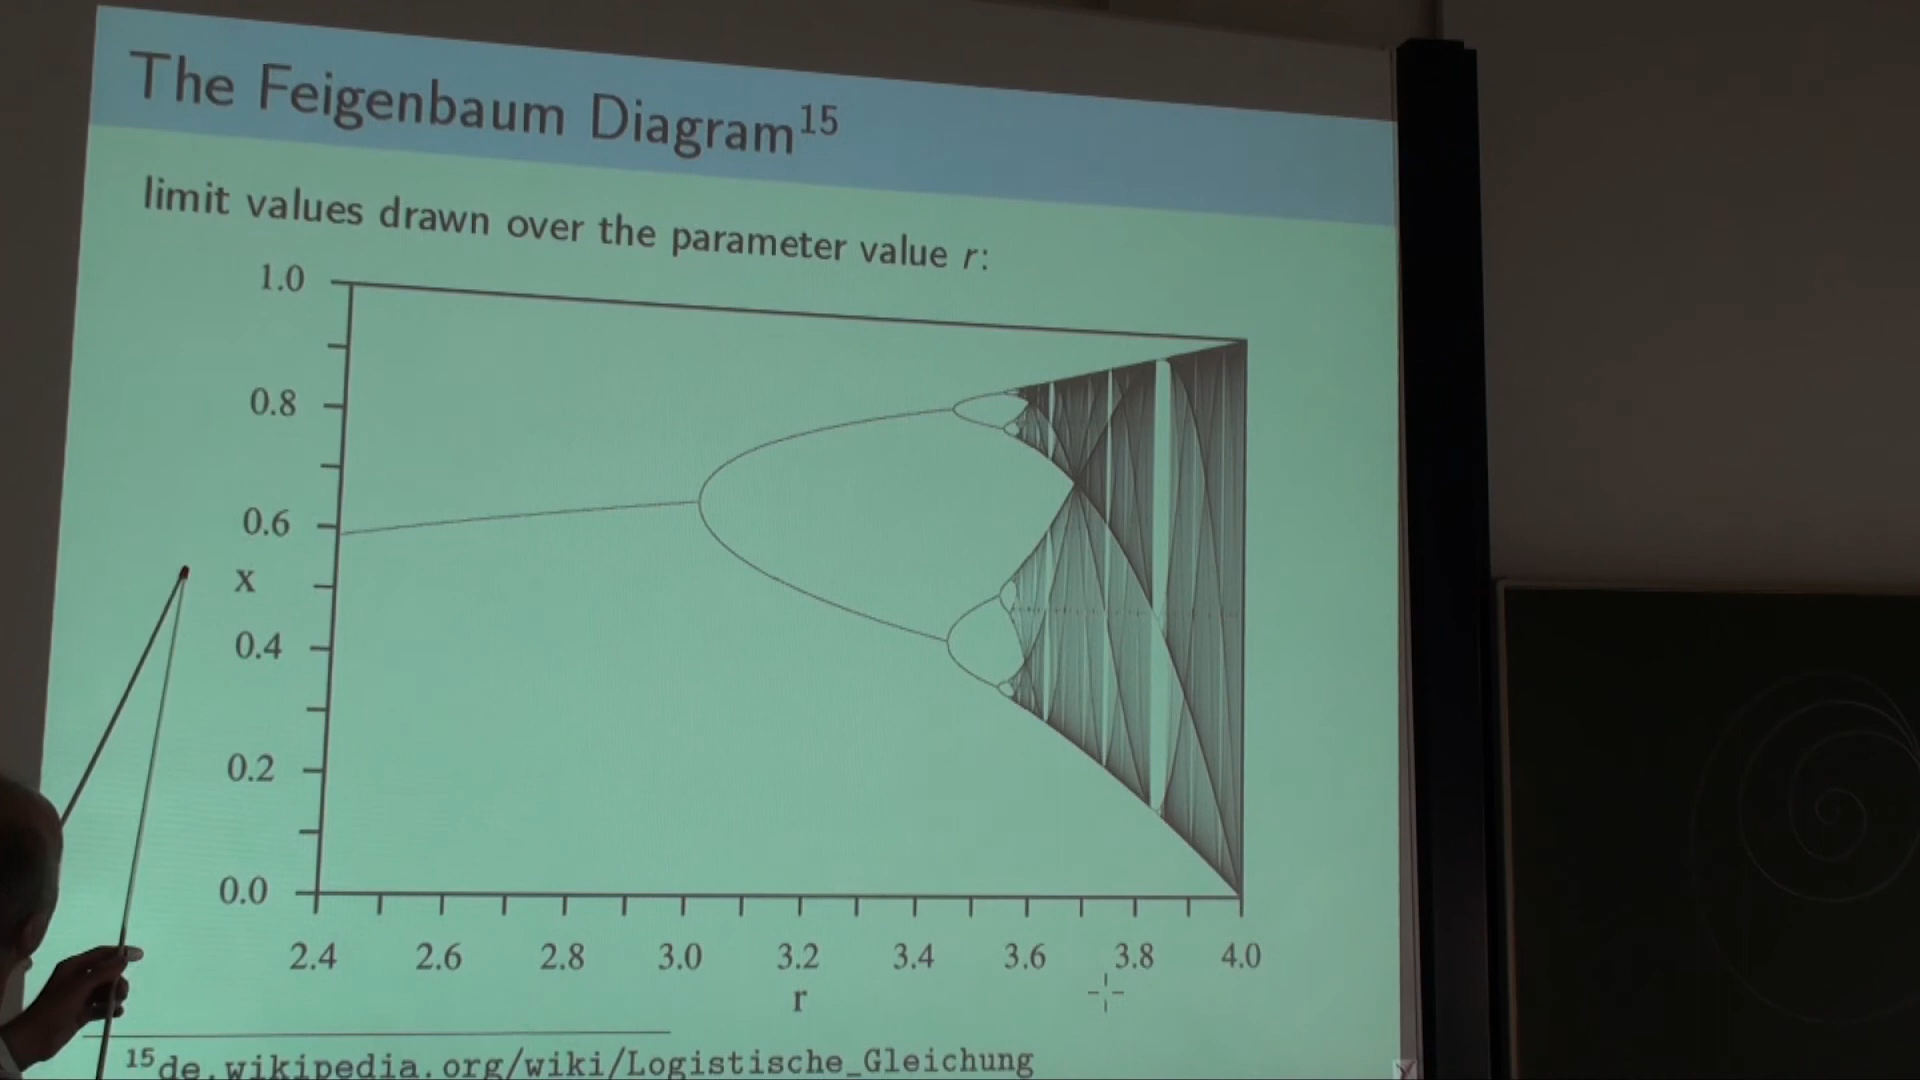 The Feigenbaum Diagram15
limit values drawn over the parameter value r:
1.0
0.8
0.6
x
0.4
0.2
0.0
2.4 2.6 2.8 3.0 3.2 3.4 3.6 3.8 4.0
r
15de.wikipedia.org/wiki/Logistische_Gleichung